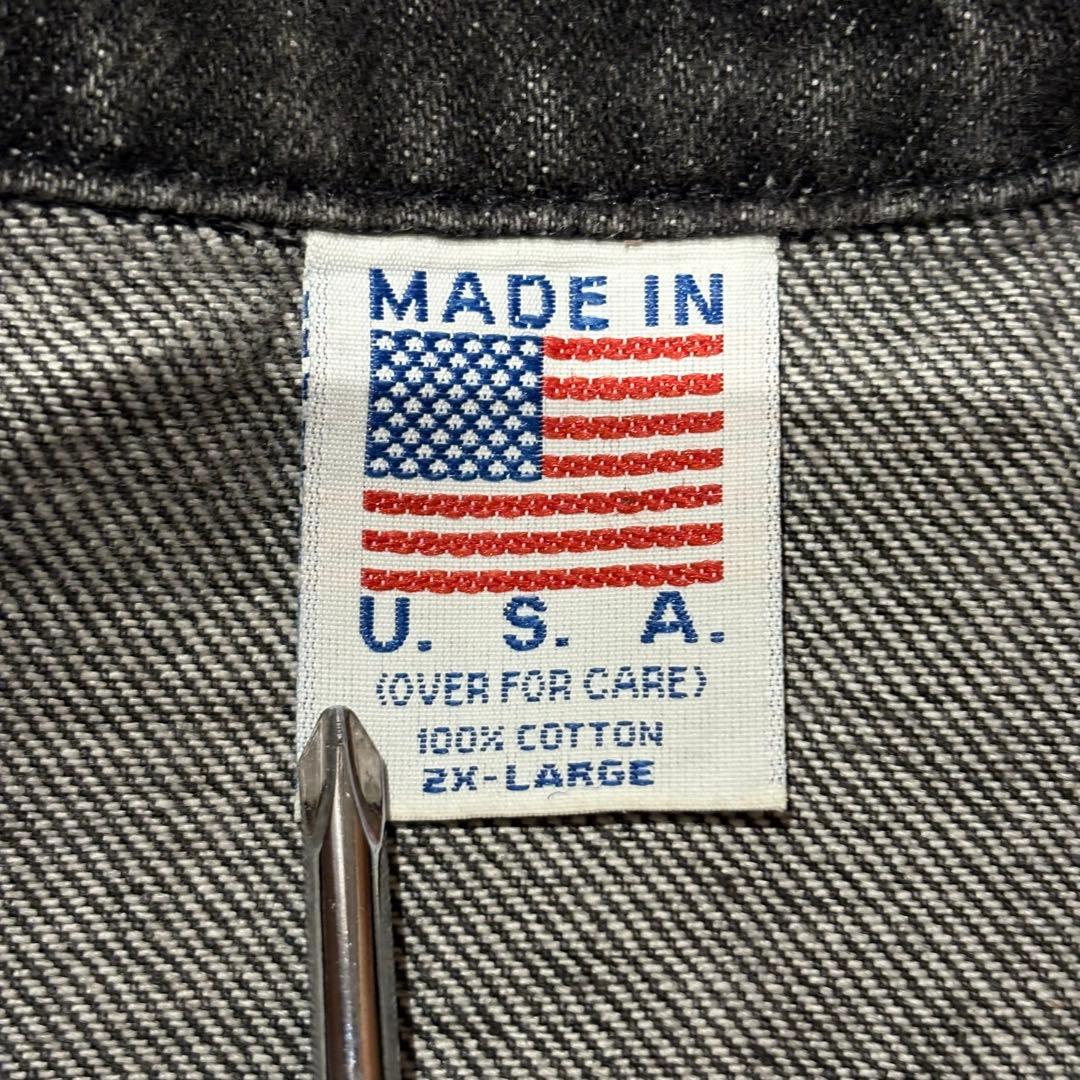 MADE IN
U. S. A.
(OVER FOR CARE)
100% COTTON
2X-LARGE